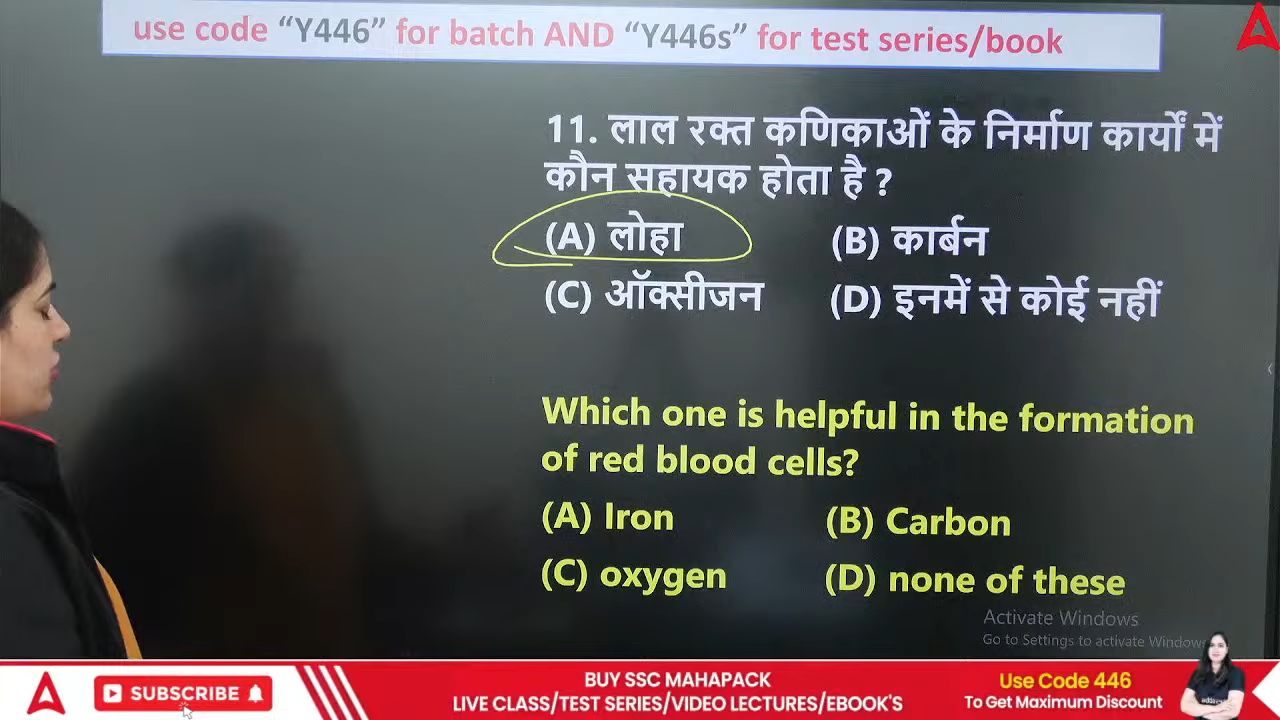 use code “Y446” for batch AND “Y446s” for test series/book
11. लाल रक्त कणिकाओं के निर्माण कार्यों में
कौन सहायक होता है ?
(A) लोहा (B) कार्बन
(C) ऑक्सीजन (D) इनमें से कोई नहीं
Which one is helpful in the formation
of red blood cells?
(A) Iron (B) Carbon
(C) oxygen (D) none of these
Activate Windows
Go to Settings to activate Windows
SUBSCRIBE
BUY SSC MAHAPACK
LIVE CLASS/TEST SERIES/VIDEO LECTURES/EBOOK'S
Use Code 446
To Get Maximum Discount